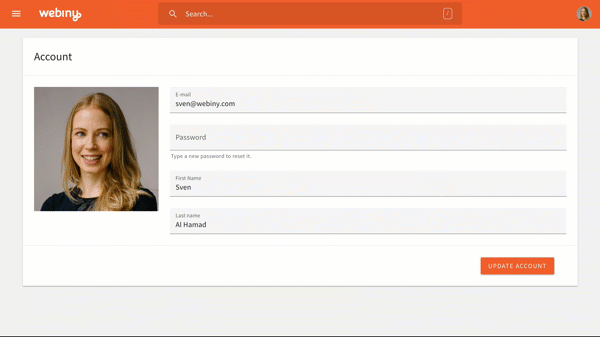 webiny
Search...
/
Account
E-mail
sven@webiny.com
Password
Type a new password to reset it.
First Name
Sven
Last name
Al Hamad
UPDATE ACCOUNT